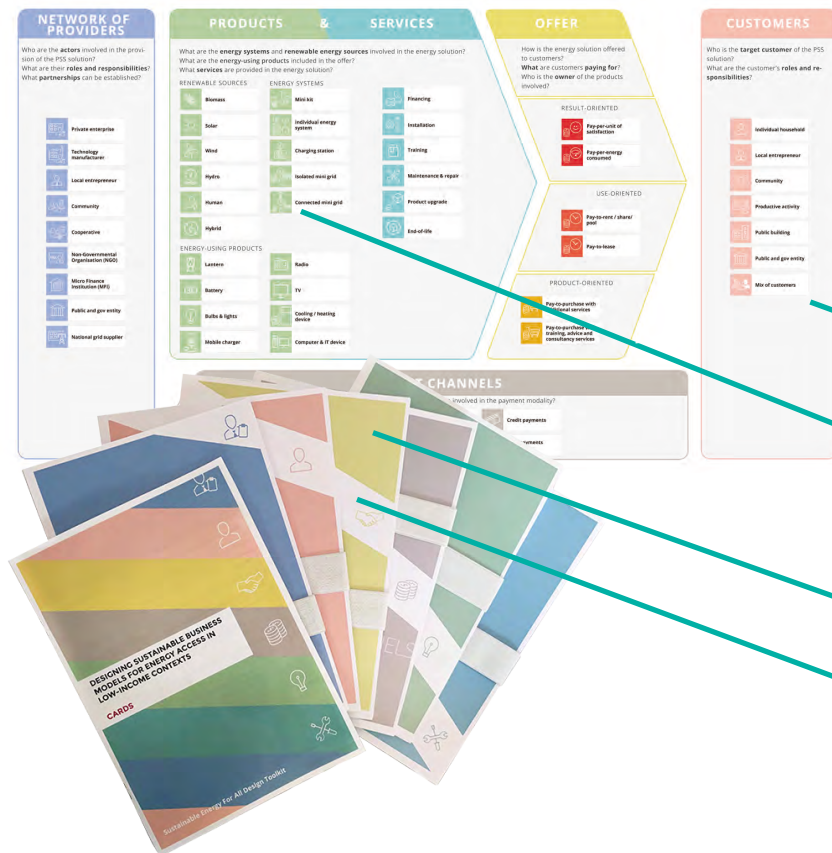 NETWORK OF
PROVIDERS
Who are the actors involved in the provi-
sion of the PSS solution?
What are their roles and responsibilities?
What partnerships can be established?
Private enterprise
Technology
manufacturer
Local entrepreneur
Community
Cooperative
Non-Governmental
Organisation (NGO)
Micro Finance
Institution (MFI)
Public and gov entity
National grid supplier
PRODUCTS & SERVICES
What are the energy systems and renewable energy sources involved in the energy solution?
What are the energy-using products included in the offer?
What services are provided in the energy solution?
RENEWABLE SOURCES
Biomass
Solar
Wind
Hydro
Human
Hybrid
ENERGY SYSTEMS
Mini kit
Individual energy
system
Charging station
Isolated mini grid
Connected mini grid
Financing
Installation
Training
Maintenance & repair
Product upgrade
End-of-life
ENERGY-USING PRODUCTS
Lantern
Battery
Bulbs & lights
Mobile charger
Radio
TV
Cooling / heating
device
Computer & IT device
OFFER
How is the energy solution offered
to customers?
What are customers paying for?
Who is the owner of the products
involved?
RESULT-ORIENTED
Pay-per-unit of
satisfaction
Pay-per-energy
consumed
USE-ORIENTED
Pay-to-rent / share/
pool
Pay-to-lease
PRODUCT-ORIENTED
Pay-to-purchase with
services
Pay-to-purchase
training, advice and
consultancy services
CUSTOMERS
Who is the target customer of the PSS
solution?
What are the customer's roles and re-
sponsibilities?
Individual household
Local entrepreneur
Community
Productive activity
Public building
Public and gov entity
Mix of customers
CHANNELS
involved in the payment modality?
Credit payments
DESIGNING SUSTAINABLE BUSINESS
MODELS FOR ENERGY ACCESS IN
LOW-INCOME CONTEXTS
CARDS
Sustainable Energy For All Design Toolkit